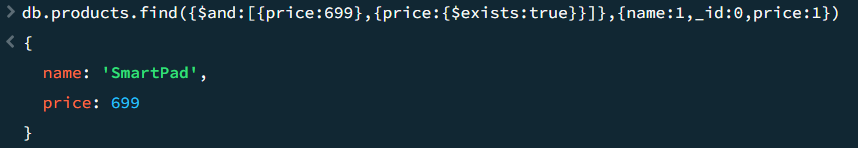 > db.products.find({$and:[{price:699},{price:{$exists:true}}]},{name:1,_id:0,price:1})
< {
name: 'SmartPad',
price: 699
}